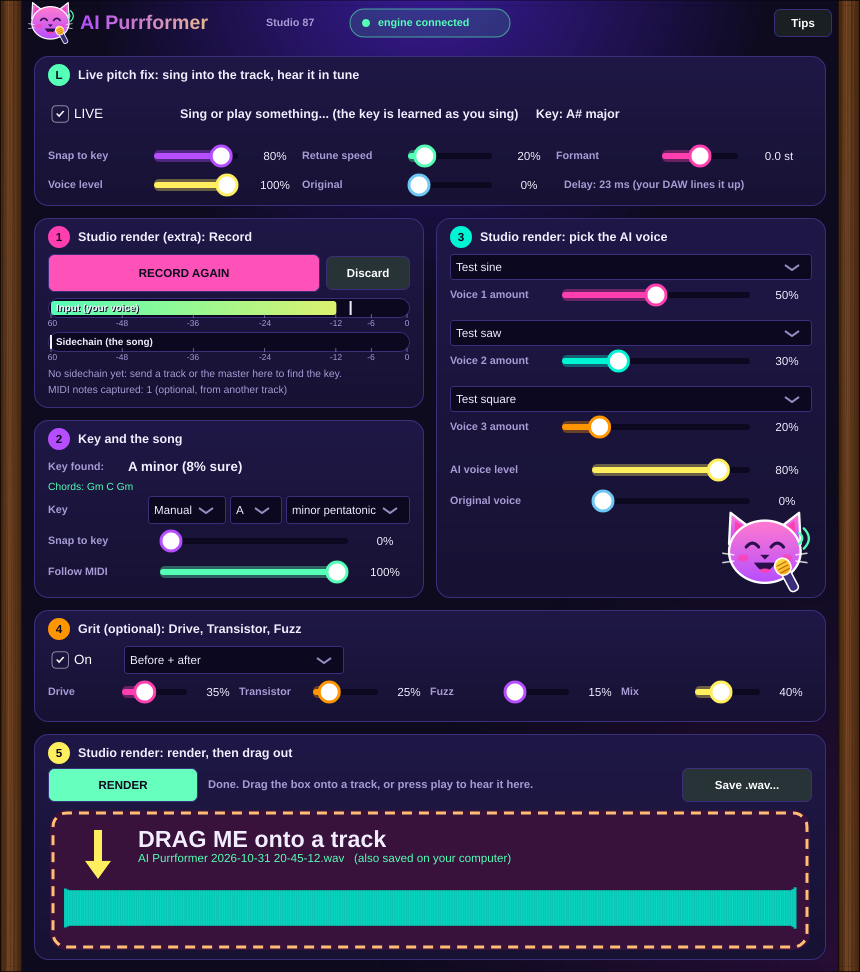 AI Purrformer
Studio 87
engine connected
Tips
L Live pitch fix: sing into the track, hear it in tune
LIVE
Sing or play something... (the key is learned as you sing) Key: A# major
Snap to key 80% Retune speed 20% Formant 0.0 st
Voice level 100% Original 0% Delay: 23 ms (your DAW lines it up)
1 Studio render (extra): Record
RECORD AGAIN
Discard
Input (your voice)
60 -48 -36 -24 -12 -6 0
Sidechain (the song)
60 -48 -36 -24 -12 -6 0
No sidechain yet: send a track or the master here to find the key.
MIDI notes captured: 1 (optional, from another track)
2 Key and the song
Key found: A minor (8% sure)
Chords: Gm C Gm
Key Manual A minor pentatonic
Snap to key 0%
Follow MIDI 100%
3 Studio render: pick the AI voice
Test sine
Voice 1 amount 50%
Test saw
Voice 2 amount 30%
Test square
Voice 3 amount 20%
AI voice level 80%
Original voice 0%
4 Grit (optional): Drive, Transistor, Fuzz
On Before + after
Drive 35% Transistor 25% Fuzz 15% Mix 40%
5 Studio render: render, then drag out
RENDER Done. Drag the box onto a track, or press play to hear it here. Save .wav...
DRAG ME onto a track
AI Purrformer 2026-10-31 20-45-12.wav (also saved on your computer)